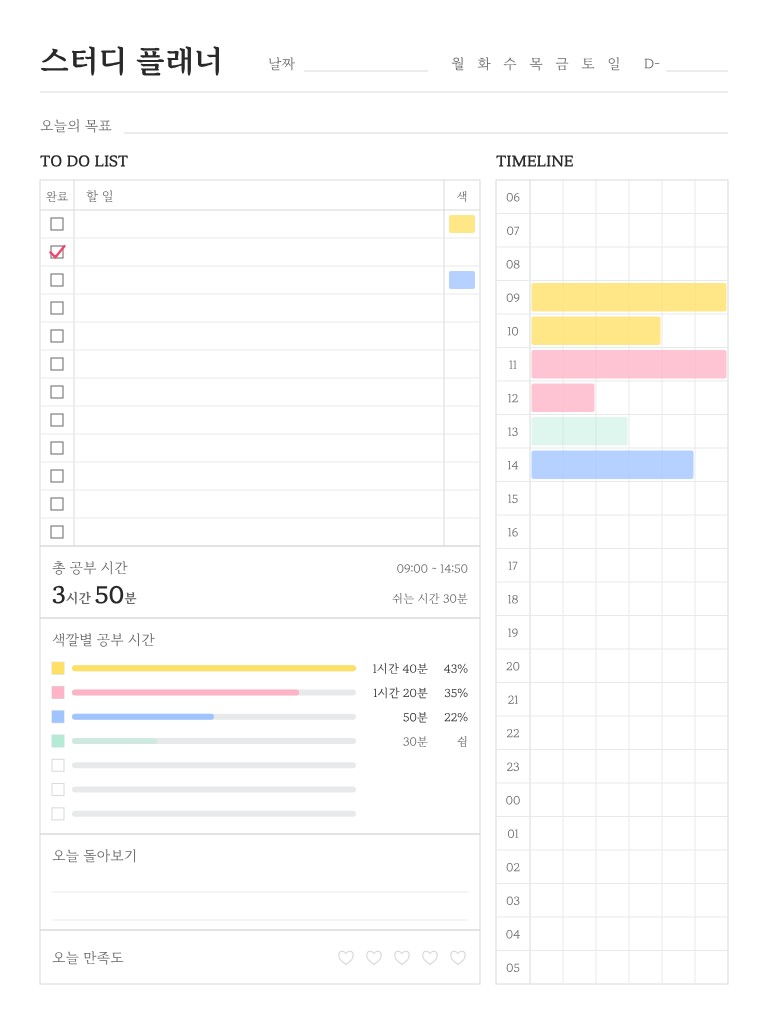 스터디 플래너
날짜
월 화 수 목 금 토 일
D-
오늘의 목표
TO DO LIST
완료 할 일 색
총 공부 시간 09:00 - 14:50
3시간 50분 쉬는 시간 30분
색깔별 공부 시간
1시간 40분 43%
1시간 20분 35%
50분 22%
30분 쉼
오늘 돌아보기
오늘 만족도
TIMELINE
06
07
08
09
10
11
12
13
14
15
16
17
18
19
20
21
22
23
00
01
02
03
04
05